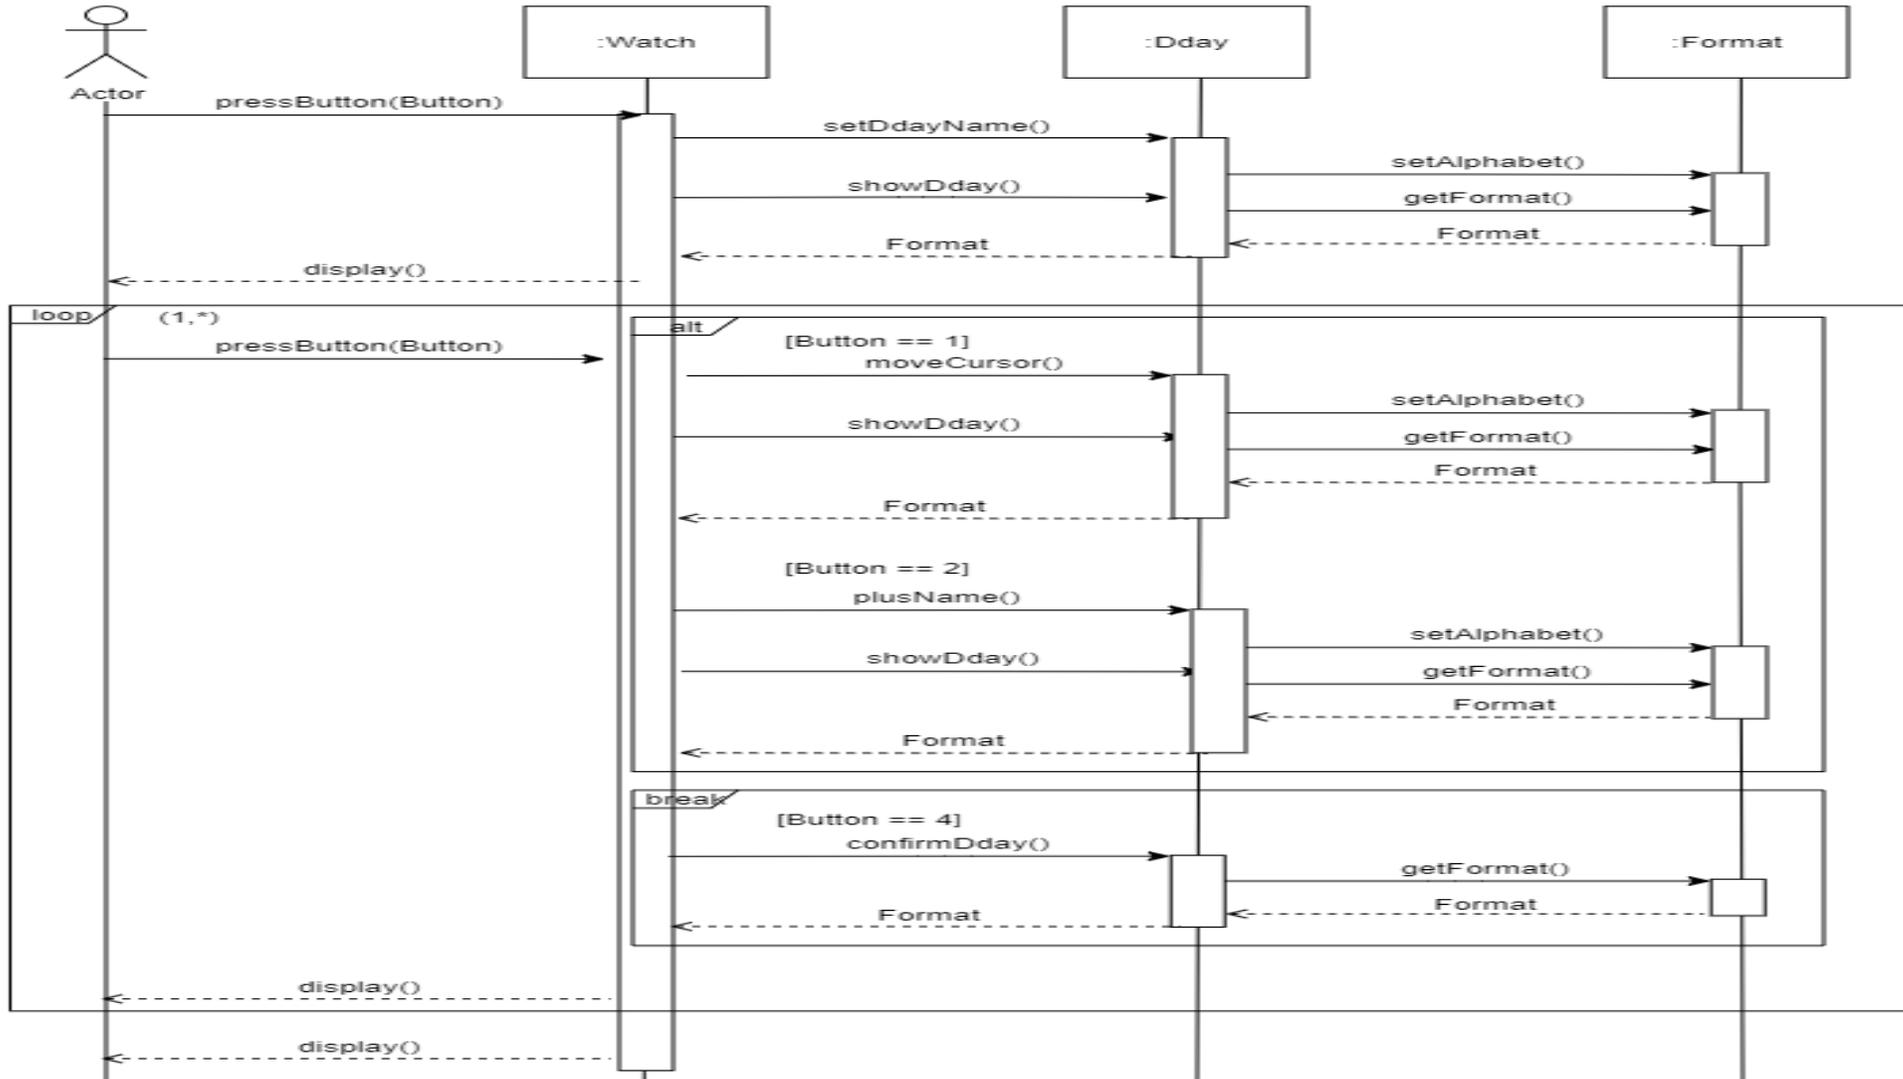 :Watch
:Dday
:Format
Actor
pressButton(Button)
setDdayName()
setAlphabet()
showDday()
getFormat()
Format
Format
display()
loop
(1,*)
alt
[Button == 1]
pressButton(Button)
moveCursor()
setAlphabet()
showDday()
getFormat()
Format
Format
[Button == 2]
plusName()
setAlphabet()
showDday()
getFormat()
Format
Format
break
[Button == 4]
confirmDday()
getFormat()
Format
Format
display()
display()